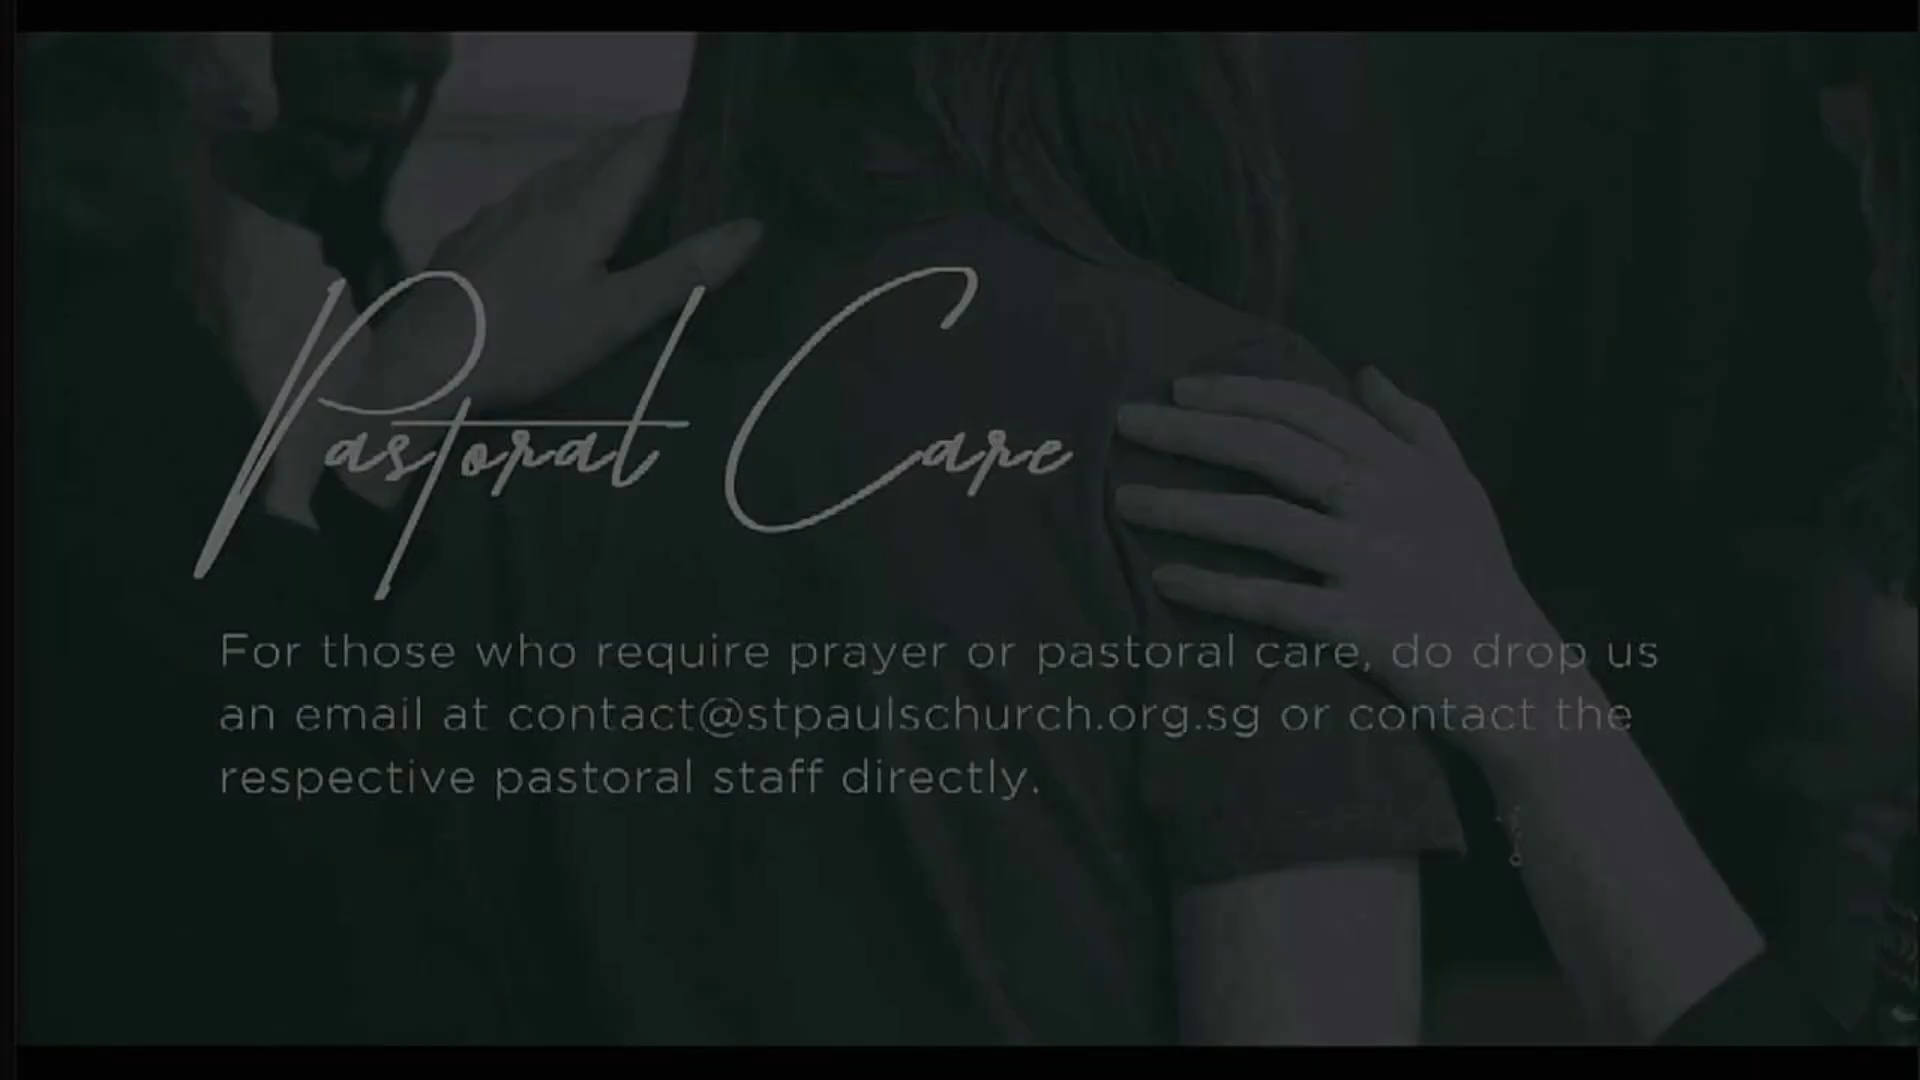 Pastoral Care
For those who require prayer or pastoral care, do drop us
an email at contact@stpaulschurch.org.sg or contact the
respective pastoral staff directly.